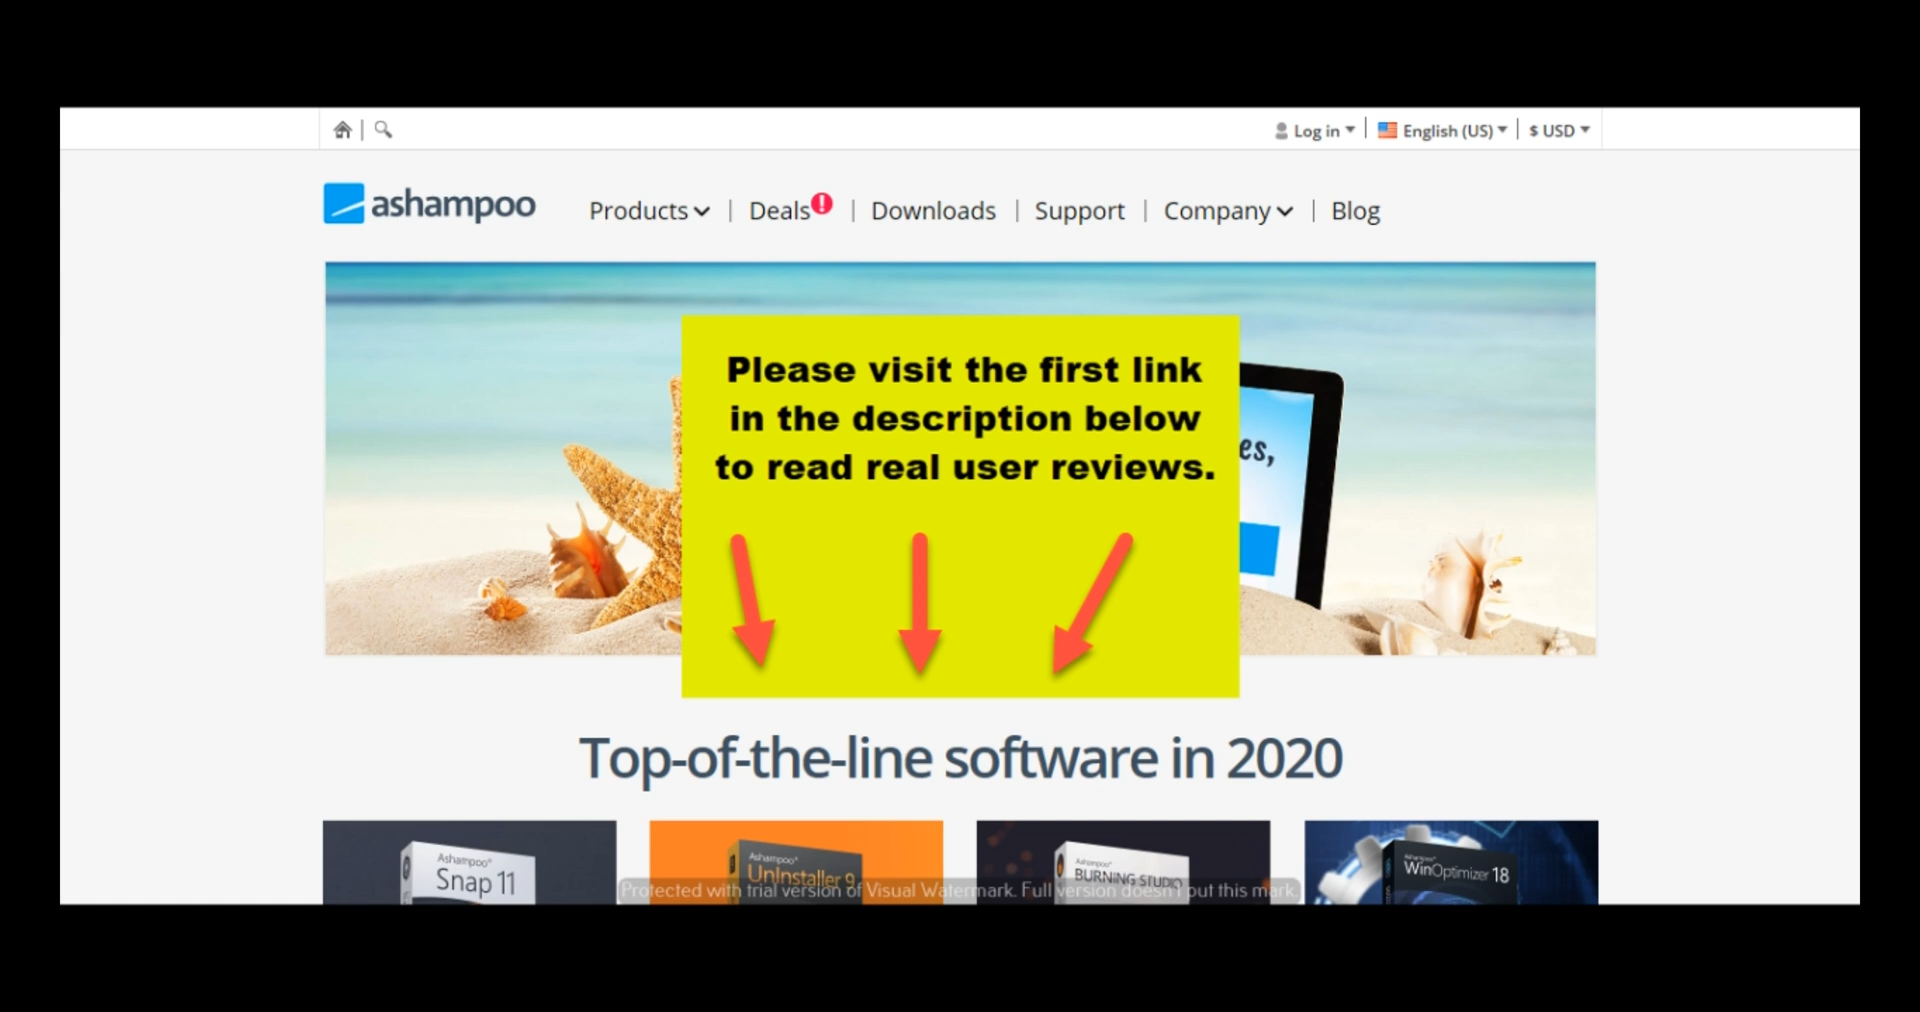 Log in
English (US)
$ USD
ashampoo
Products
Deals!
Downloads
Support
Company
Blog
Please visit the first link
in the description below
to read real user reviews.
es,
Top-of-the-line software in 2020
Ashampoo®
Snap 11
Ashampoo®
UnInstaller 9
Ashampoo®
BURNING STUDIO
Ashampoo®
WinOptimizer 18
Protected with trial version of Visual Watermark. Full version doesn't put this mark.